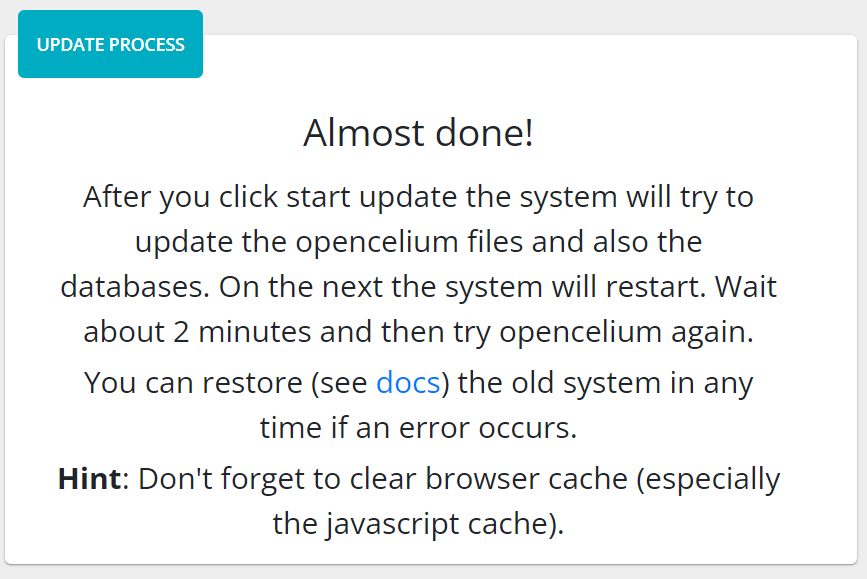 UPDATE PROCESS
Almost done!
After you click start update the system will try to
update the opencelium files and also the
databases. On the next the system will restart. Wait
about 2 minutes and then try opencelium again.
You can restore (see docs) the old system in any
time if an error occurs.
Hint: Don't forget to clear browser cache (especially
the javascript cache).